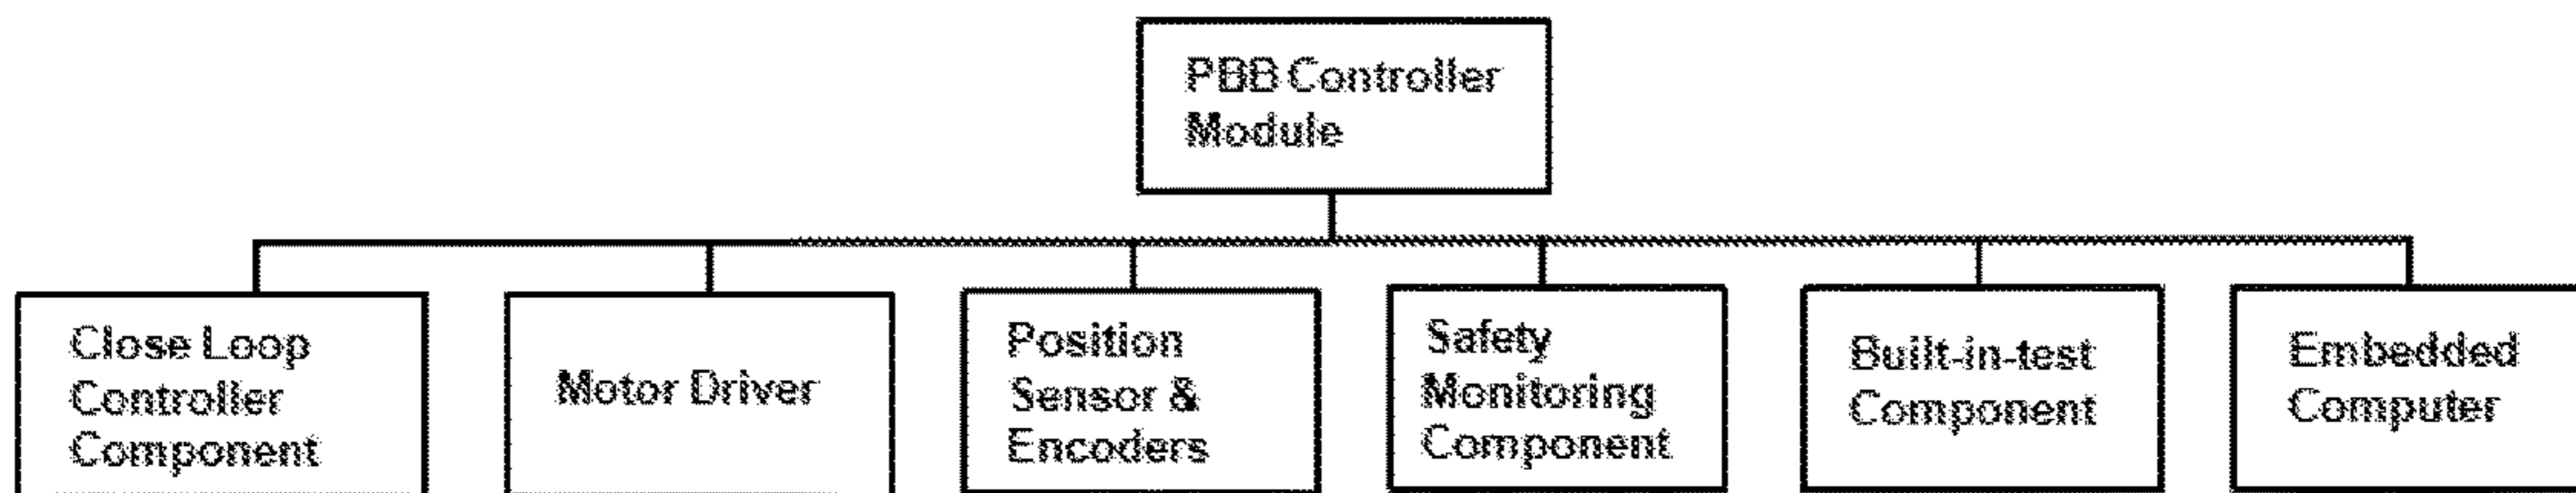 PBB Controller
Module
Close Loop
Controller
Component
Motor Driver
Position
Sensor &
Encoders
Safety
Monitoring
Component
Built-in-test
Component
Embedded
Computer